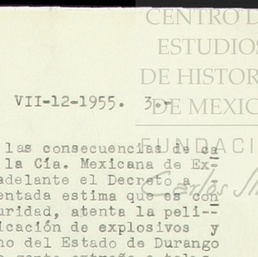 CENTRO D
ESTUDIOS
DE HISTOR
DE MEXIC
FUNDACI
VII-12-1955. 3.-
las consecuencias de ca
la Cía. Mexicana de Ex-
adelante el Decreto a
entada estima que es con
uridad, atenta la peli--
icación de explosivos y
no del Estado de Durango